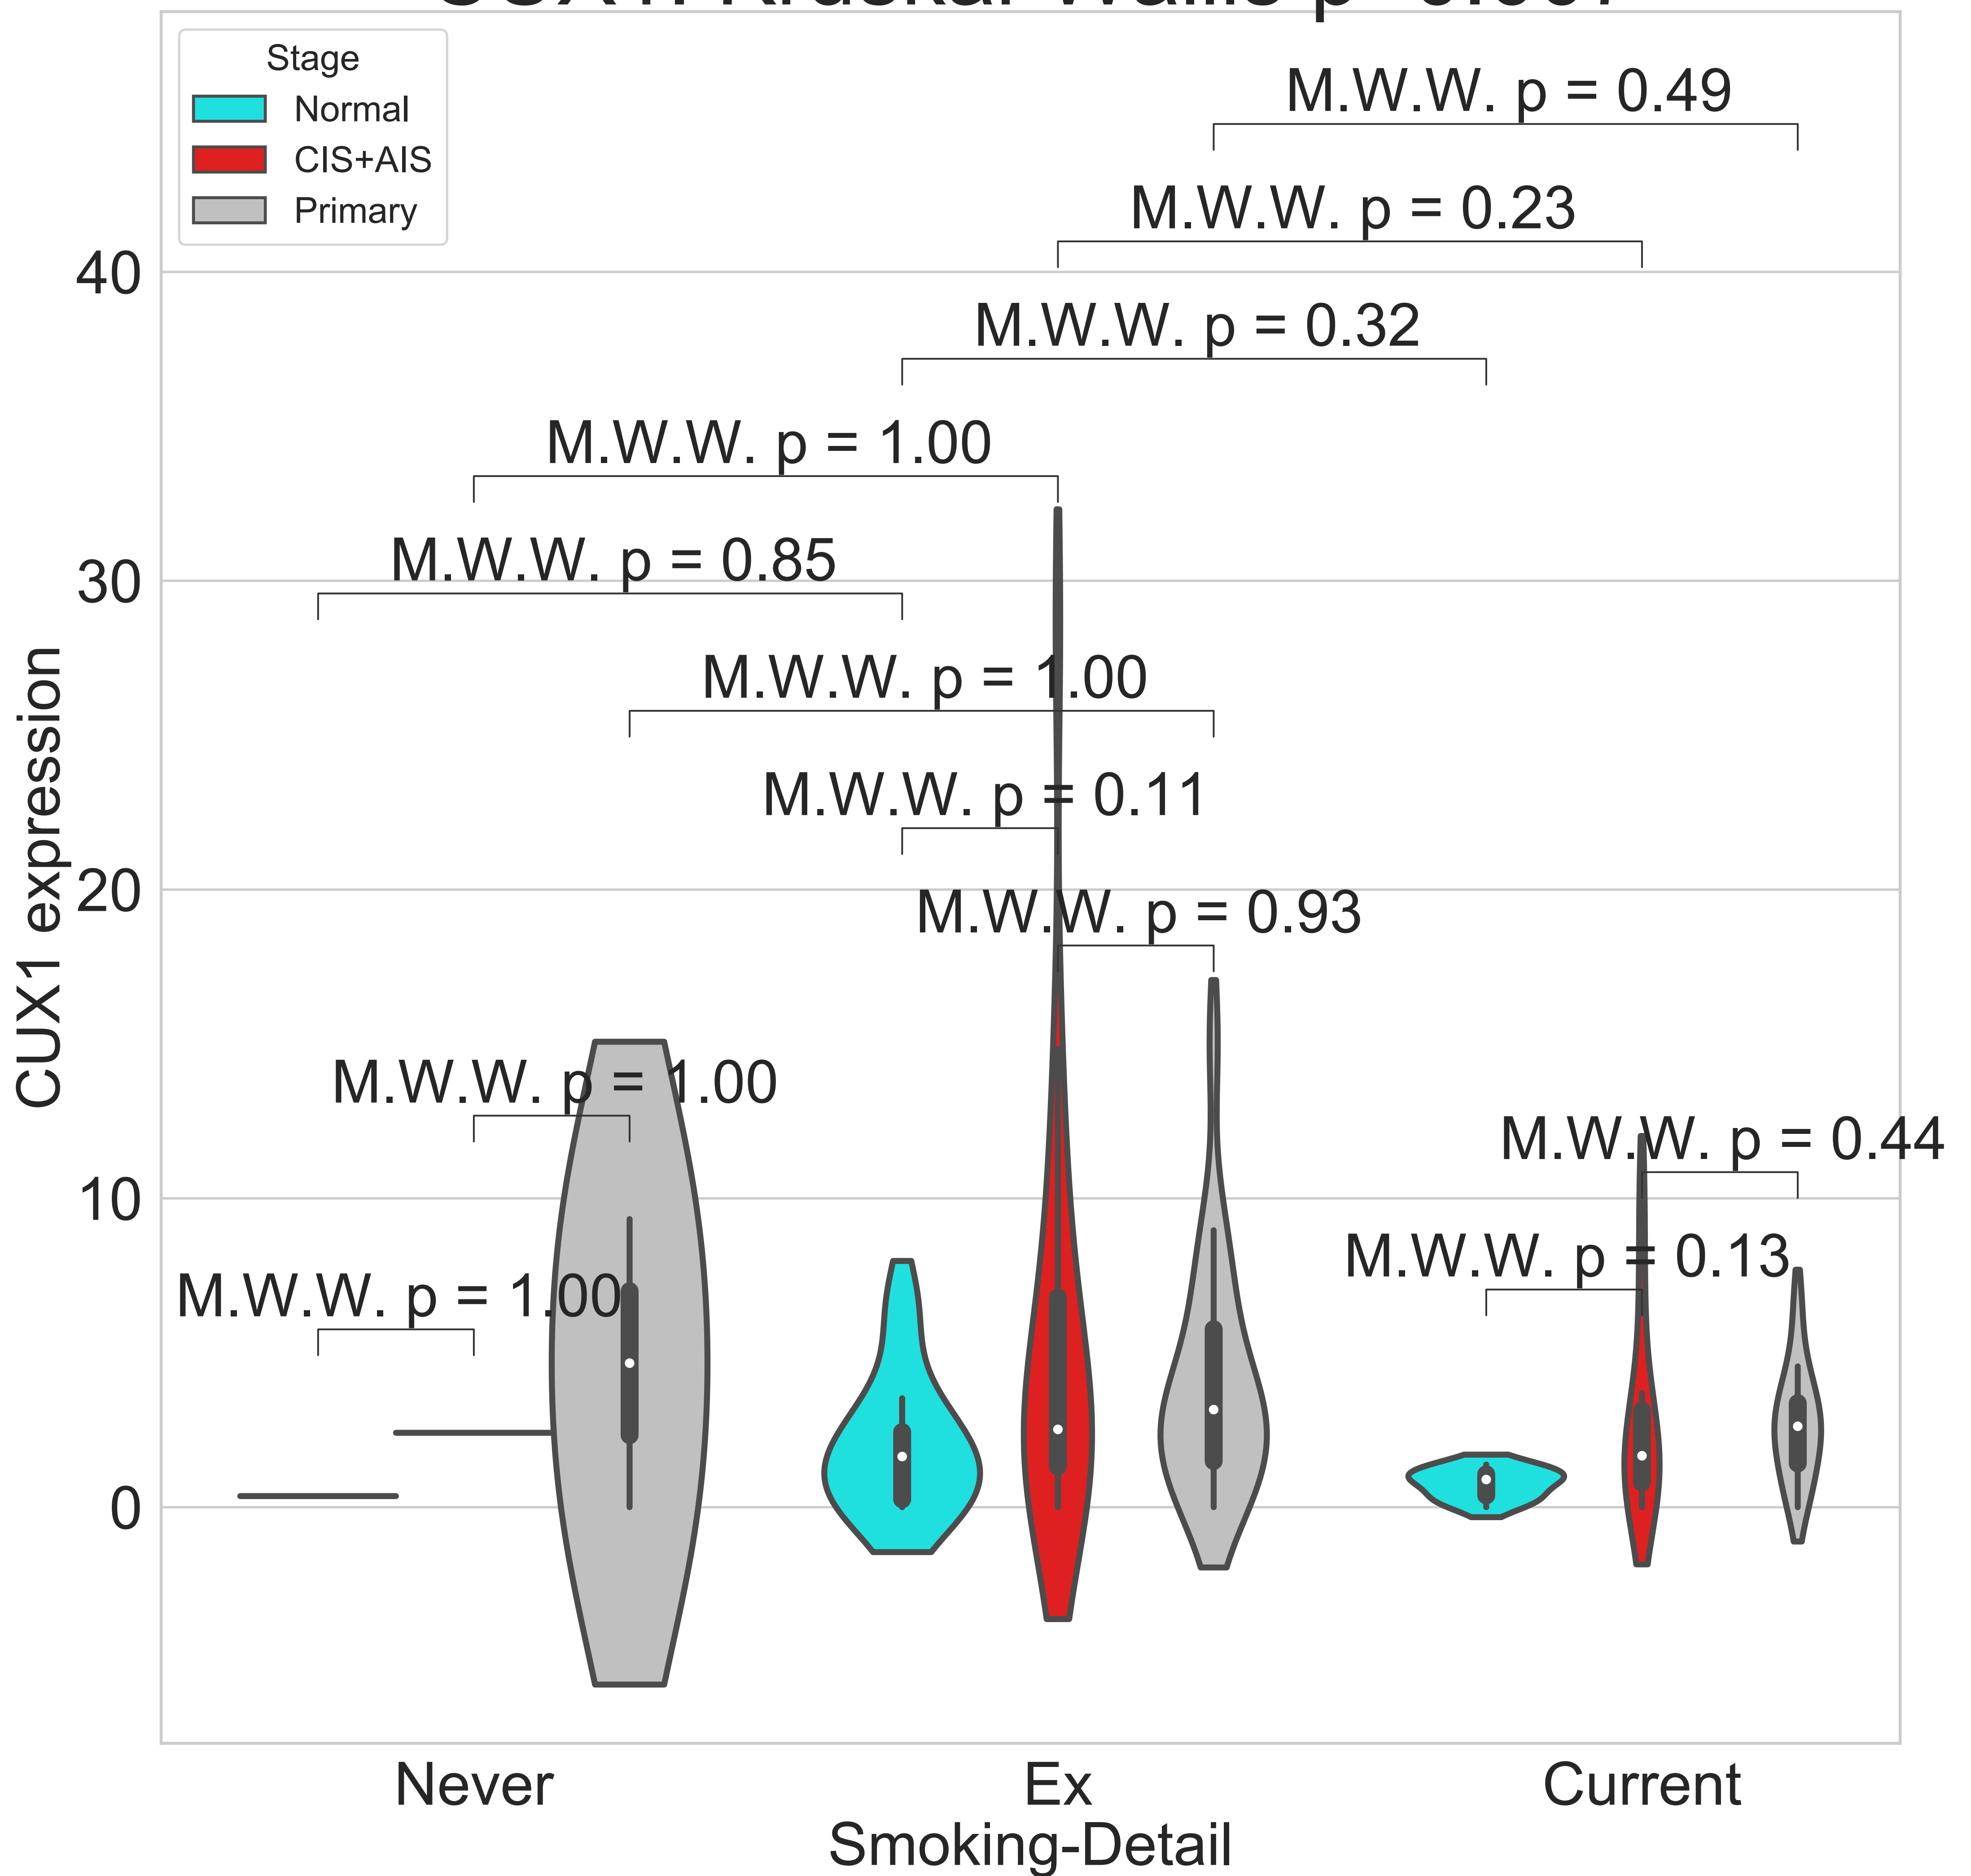 Stage
Normal
CIS+AIS
Primary
M.W.W. p = 0.49
M.W.W. p = 0.23
M.W.W. p = 0.32
M.W.W. p = 1.00
M.W.W. p = 0.85
M.W.W. p = 1.00
M.W.W. p = 0.11
M.W.W. p = 0.93
M.W.W. p = 1.00
M.W.W. p = 0.44
M.W.W. p = 0.13
M.W.W. p = 1.00
40
30
20
10
0
CUX1 expression
Never
Ex
Current
Smoking-Detail